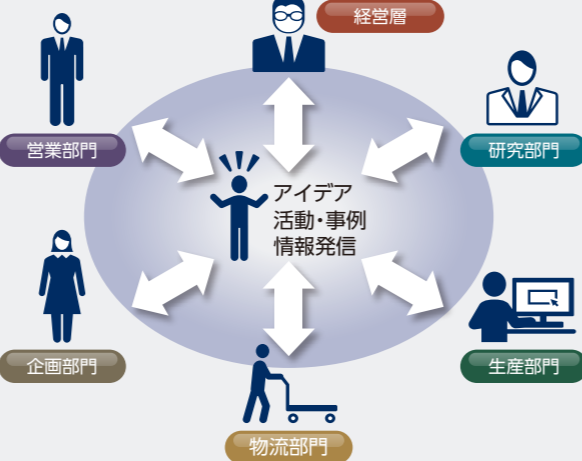 経営層
営業部門
研究部門
アイデア
活動・事例
情報発信
企画部門
生産部門
物流部門